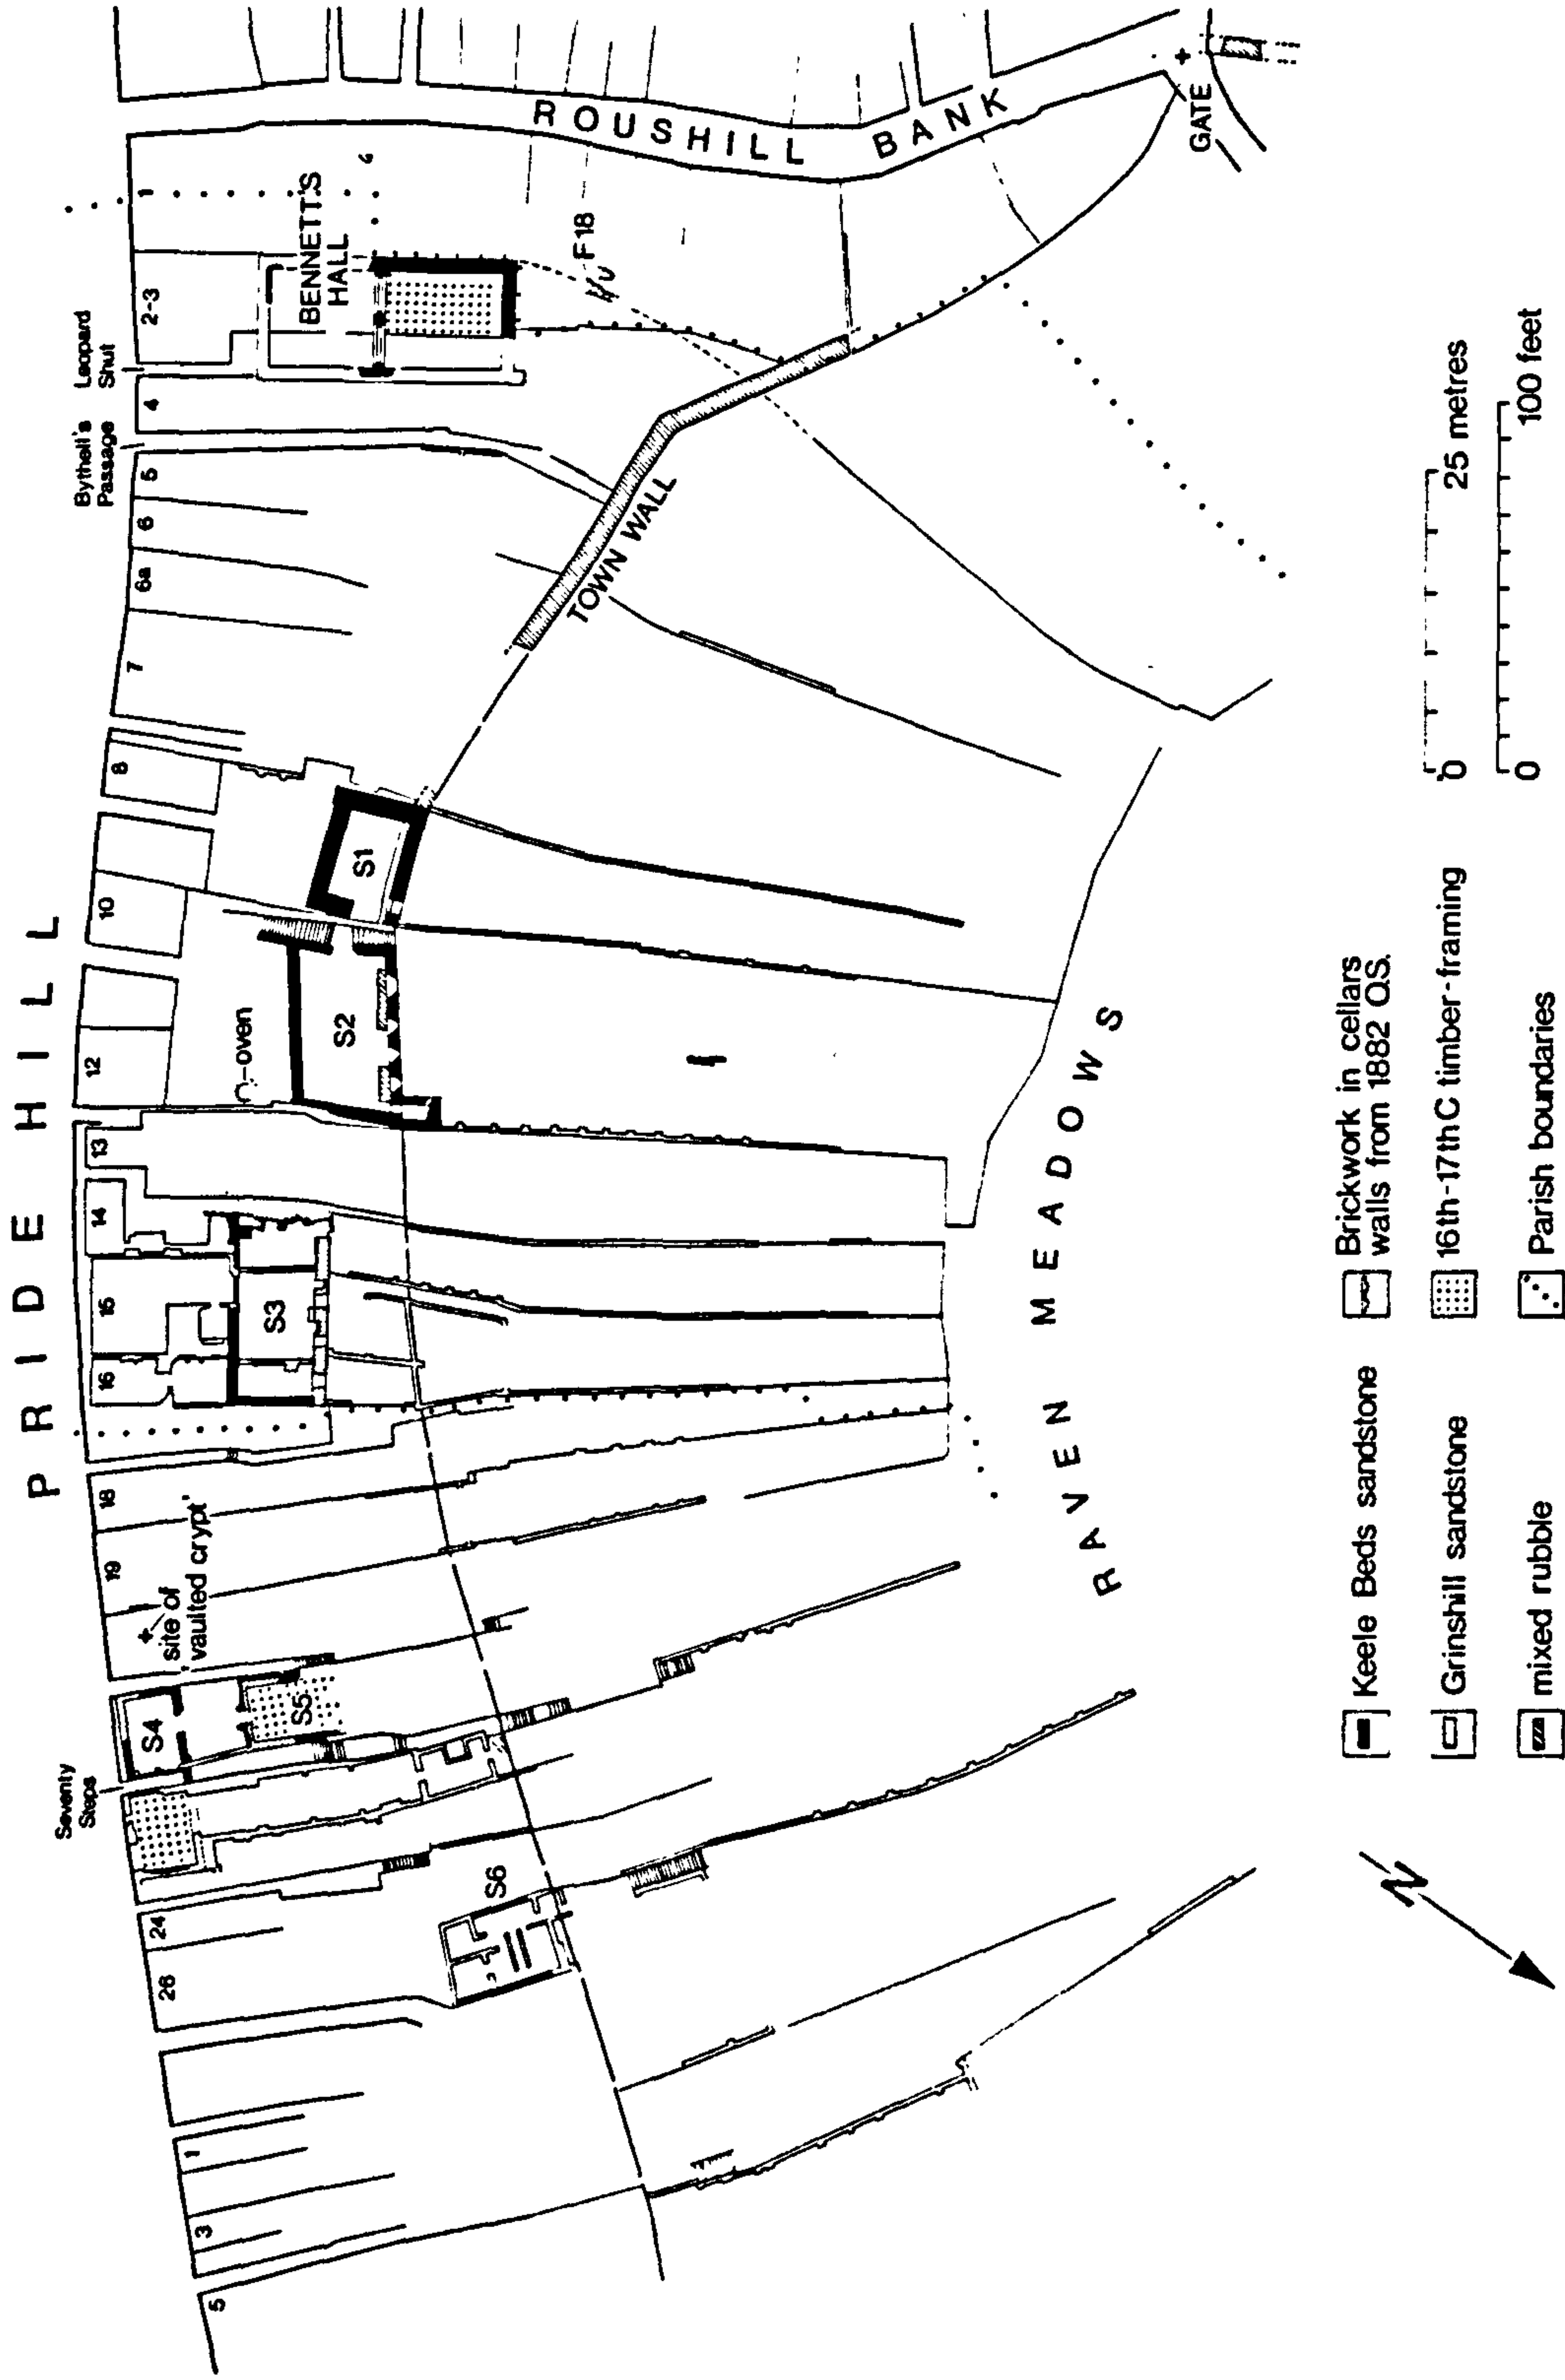 PRIDE HILL
Seventy
Steps
Bythell's
Passage
Leopard
Shut
5
3
1
26
24
S6
S4
S5
+ site of
'vaulted crypt'
19
18
16
15
14
13
S3
12
oven
10
8
S2
S1
7
6a
6
5
4
2-3
1
BENNETT'S
HALL
F18
TOWN WALL
ROUSHILL BANK
GATE
RAVEN MEADOWS
N
Keele Beds sandstone
Grinshill sandstone
mixed rubble
Brickwork in cellars
walls from 1882 O.S.
16th-17thC timber-framing
Parish boundaries
0 25 metres
0 100 feet